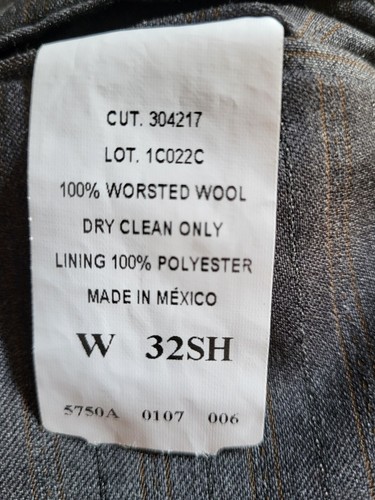 CUT. 304217
LOT. 1C022C
100% WORSTED WOOL
DRY CLEAN ONLY
LINING 100% POLYESTER
MADE IN MÉXICO
W 32SH
5750A 0107 006